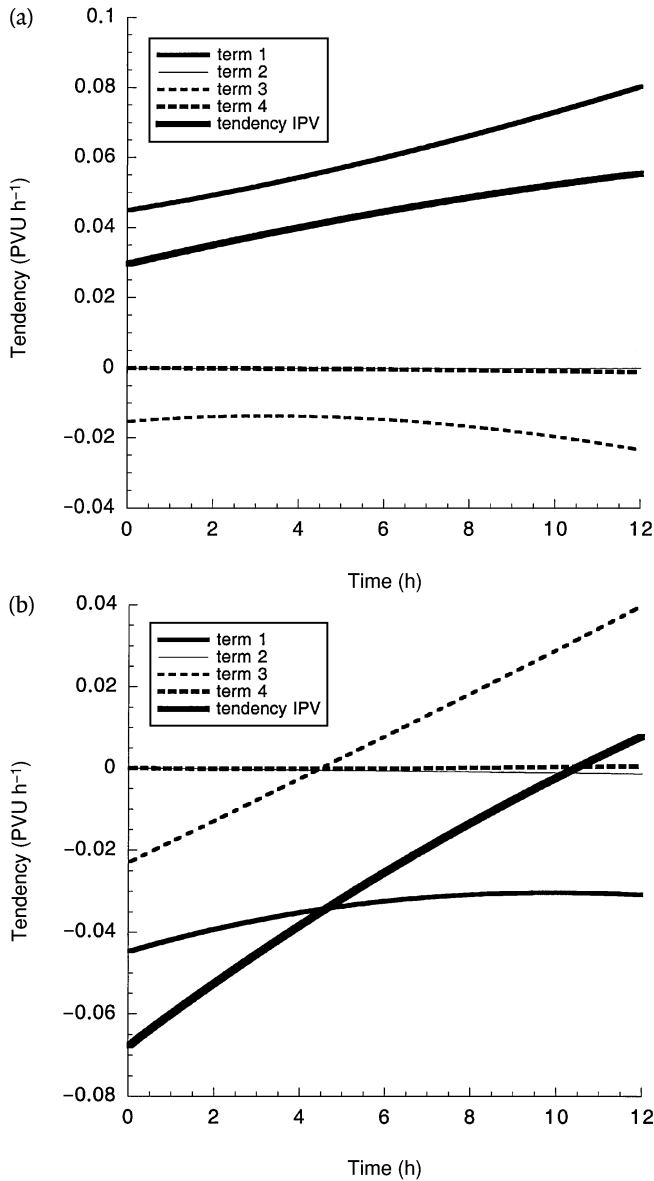 (a)
0.1
term 1
term 2
term 3
term 4
tendency IPV
0.08
0.06
0.04
0.02
0
−0.02
−0.04
Tendency (PVU h⁻¹)
0 2 4 6 8 10 12
Time (h)
(b)
0.04
term 1
term 2
term 3
term 4
tendency IPV
0.02
0
−0.02
−0.04
−0.06
−0.08
Tendency (PVU h⁻¹)
0 2 4 6 8 10 12
Time (h)